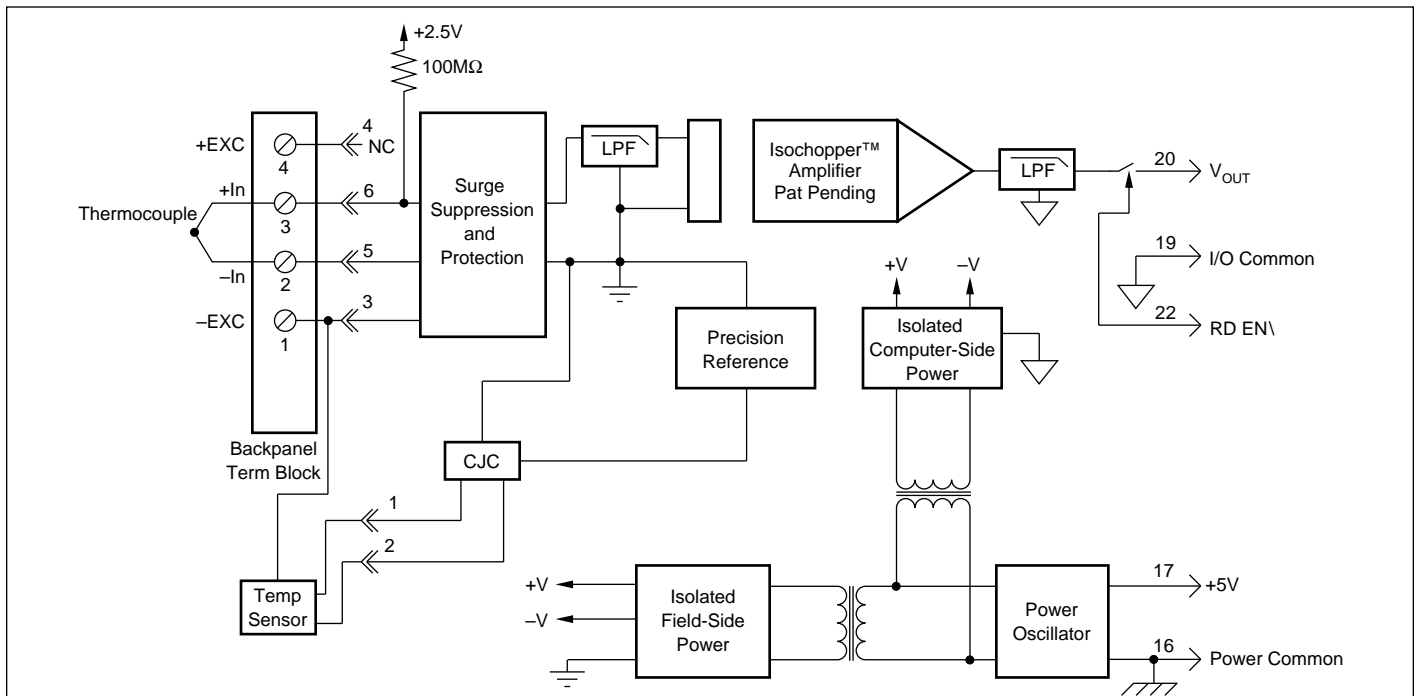 +2.5V
100MΩ
+EXC
4
4
NC
+In
3
6
Thermocouple
–In
2
5
–EXC
1
3
Backpanel
Term Block
Surge
Suppression
and
Protection
LPF
Isochopper™
Amplifier
Pat Pending
LPF
20
VOUT
19
I/O Common
22
RD EN\
+V
–V
Isolated
Computer-Side
Power
Precision
Reference
CJC
1
2
Temp
Sensor
+V
–V
Isolated
Field-Side
Power
Power
Oscillator
17
+5V
16
Power Common